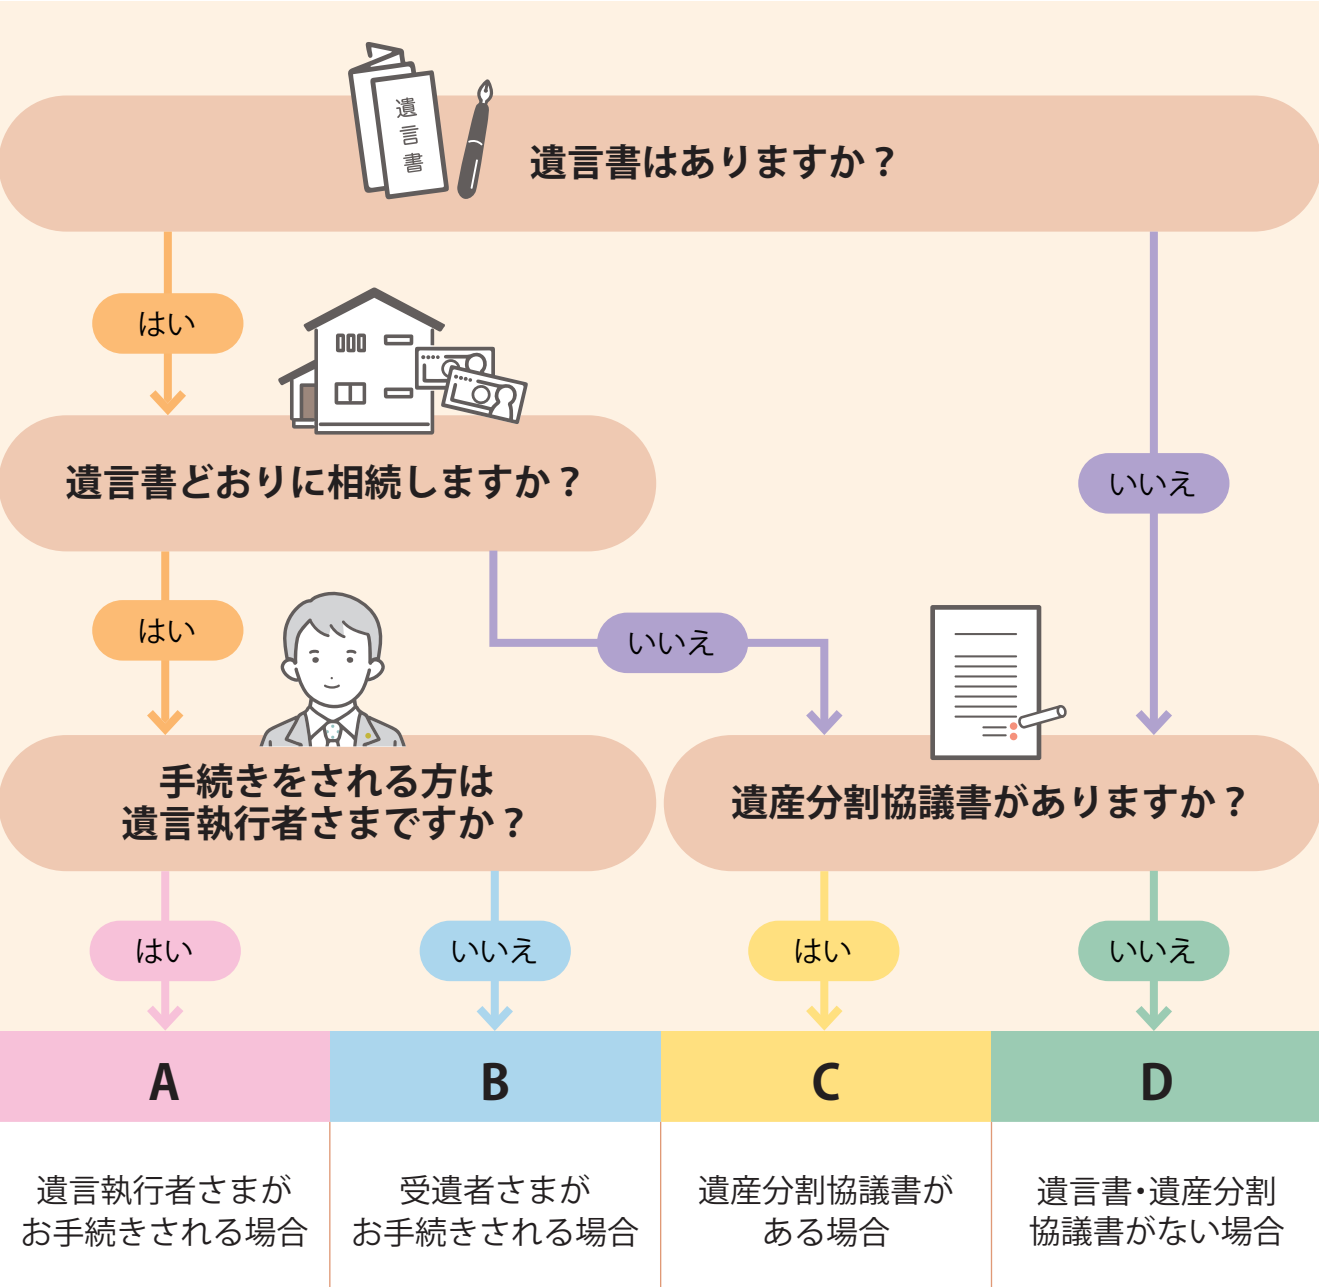 遺言書
遺言書はありますか？
はい
いいえ
遺言書どおりに相続しますか？
はい
いいえ
手続きをされる方は
遺言執行者さまですか？
遺産分割協議書がありますか？
はい
いいえ
はい
いいえ
A
B
C
D
遺言執行者さまが
お手続きされる場合
受遺者さまが
お手続きされる場合
遺産分割協議書が
ある場合
遺言書・遺産分割
協議書がない場合